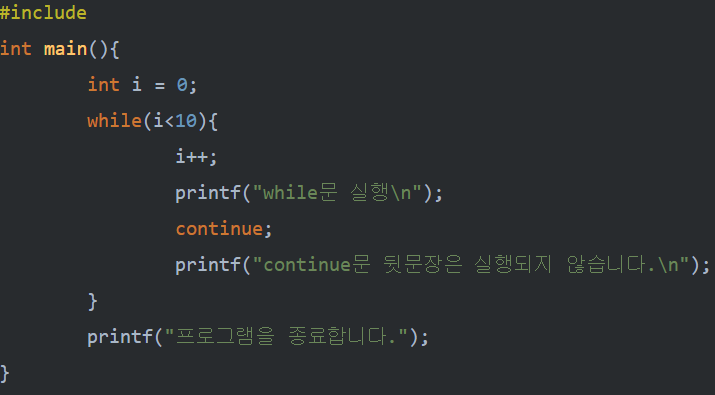 #include
int main(){
int i = 0;
while(i<10){
i++;
printf("while문 실행\n");
continue;
printf("continue문 뒷문장은 실행되지 않습니다.\n");
}
printf("프로그램을 종료합니다.");
}